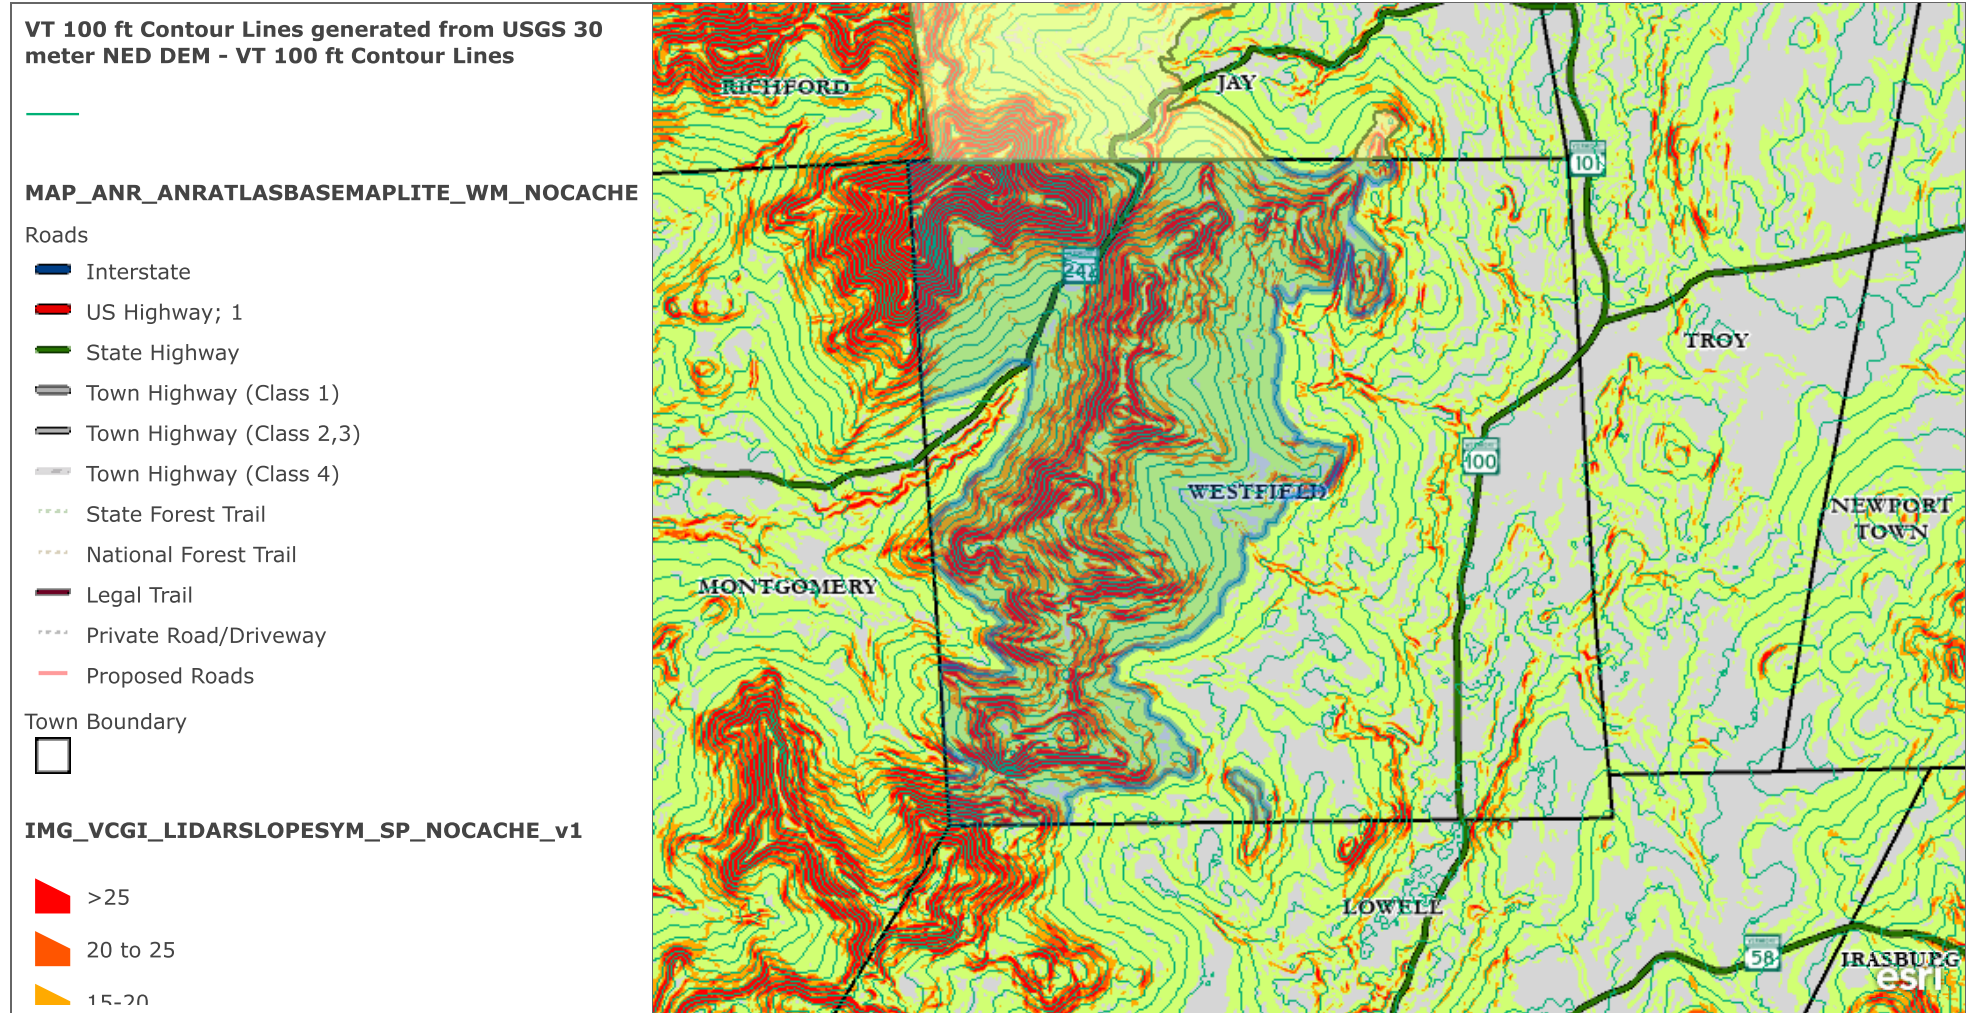 VT 100 ft Contour Lines generated from USGS 30
meter NED DEM - VT 100 ft Contour Lines
MAP_ANR_ANRATLASBASEMAPLITE_WM_NOCACHE
Roads
Interstate
US Highway; 1
State Highway
Town Highway (Class 1)
Town Highway (Class 2,3)
Town Highway (Class 4)
State Forest Trail
National Forest Trail
Legal Trail
Private Road/Driveway
Proposed Roads
Town Boundary
IMG_VCGI_LIDARSLOPESYM_SP_NOCACHE_v1
>25
20 to 25
15-20
RICHFORD
JAY
VERMONT
101
242
TROY
VERMONT
100
WESTFIELD
NEWPORT
TOWN
MONTGOMERY
LOWELL
VERMONT
58
IRASBURG
esri